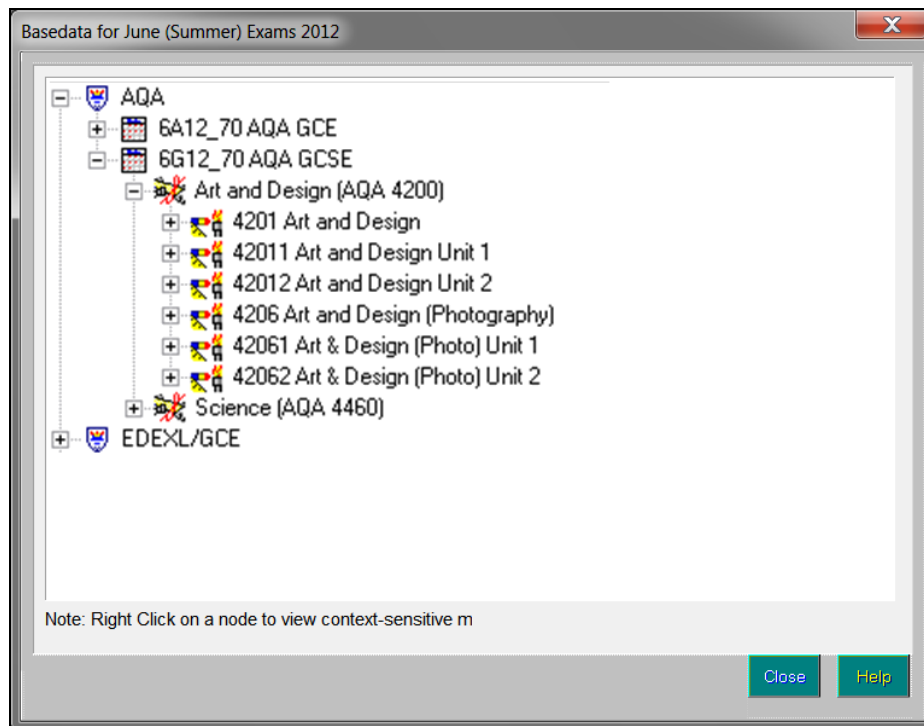 Basedata for June (Summer) Exams 2012
AQA
6A12_70 AQA GCE
6G12_70 AQA GCSE
Art and Design (AQA 4200)
4201 Art and Design
42011 Art and Design Unit 1
42012 Art and Design Unit 2
4206 Art and Design (Photography)
42061 Art & Design (Photo) Unit 1
42062 Art & Design (Photo) Unit 2
Science (AQA 4460)
EDEXL/GCE
Note: Right Click on a node to view context-sensitive m
Close Help